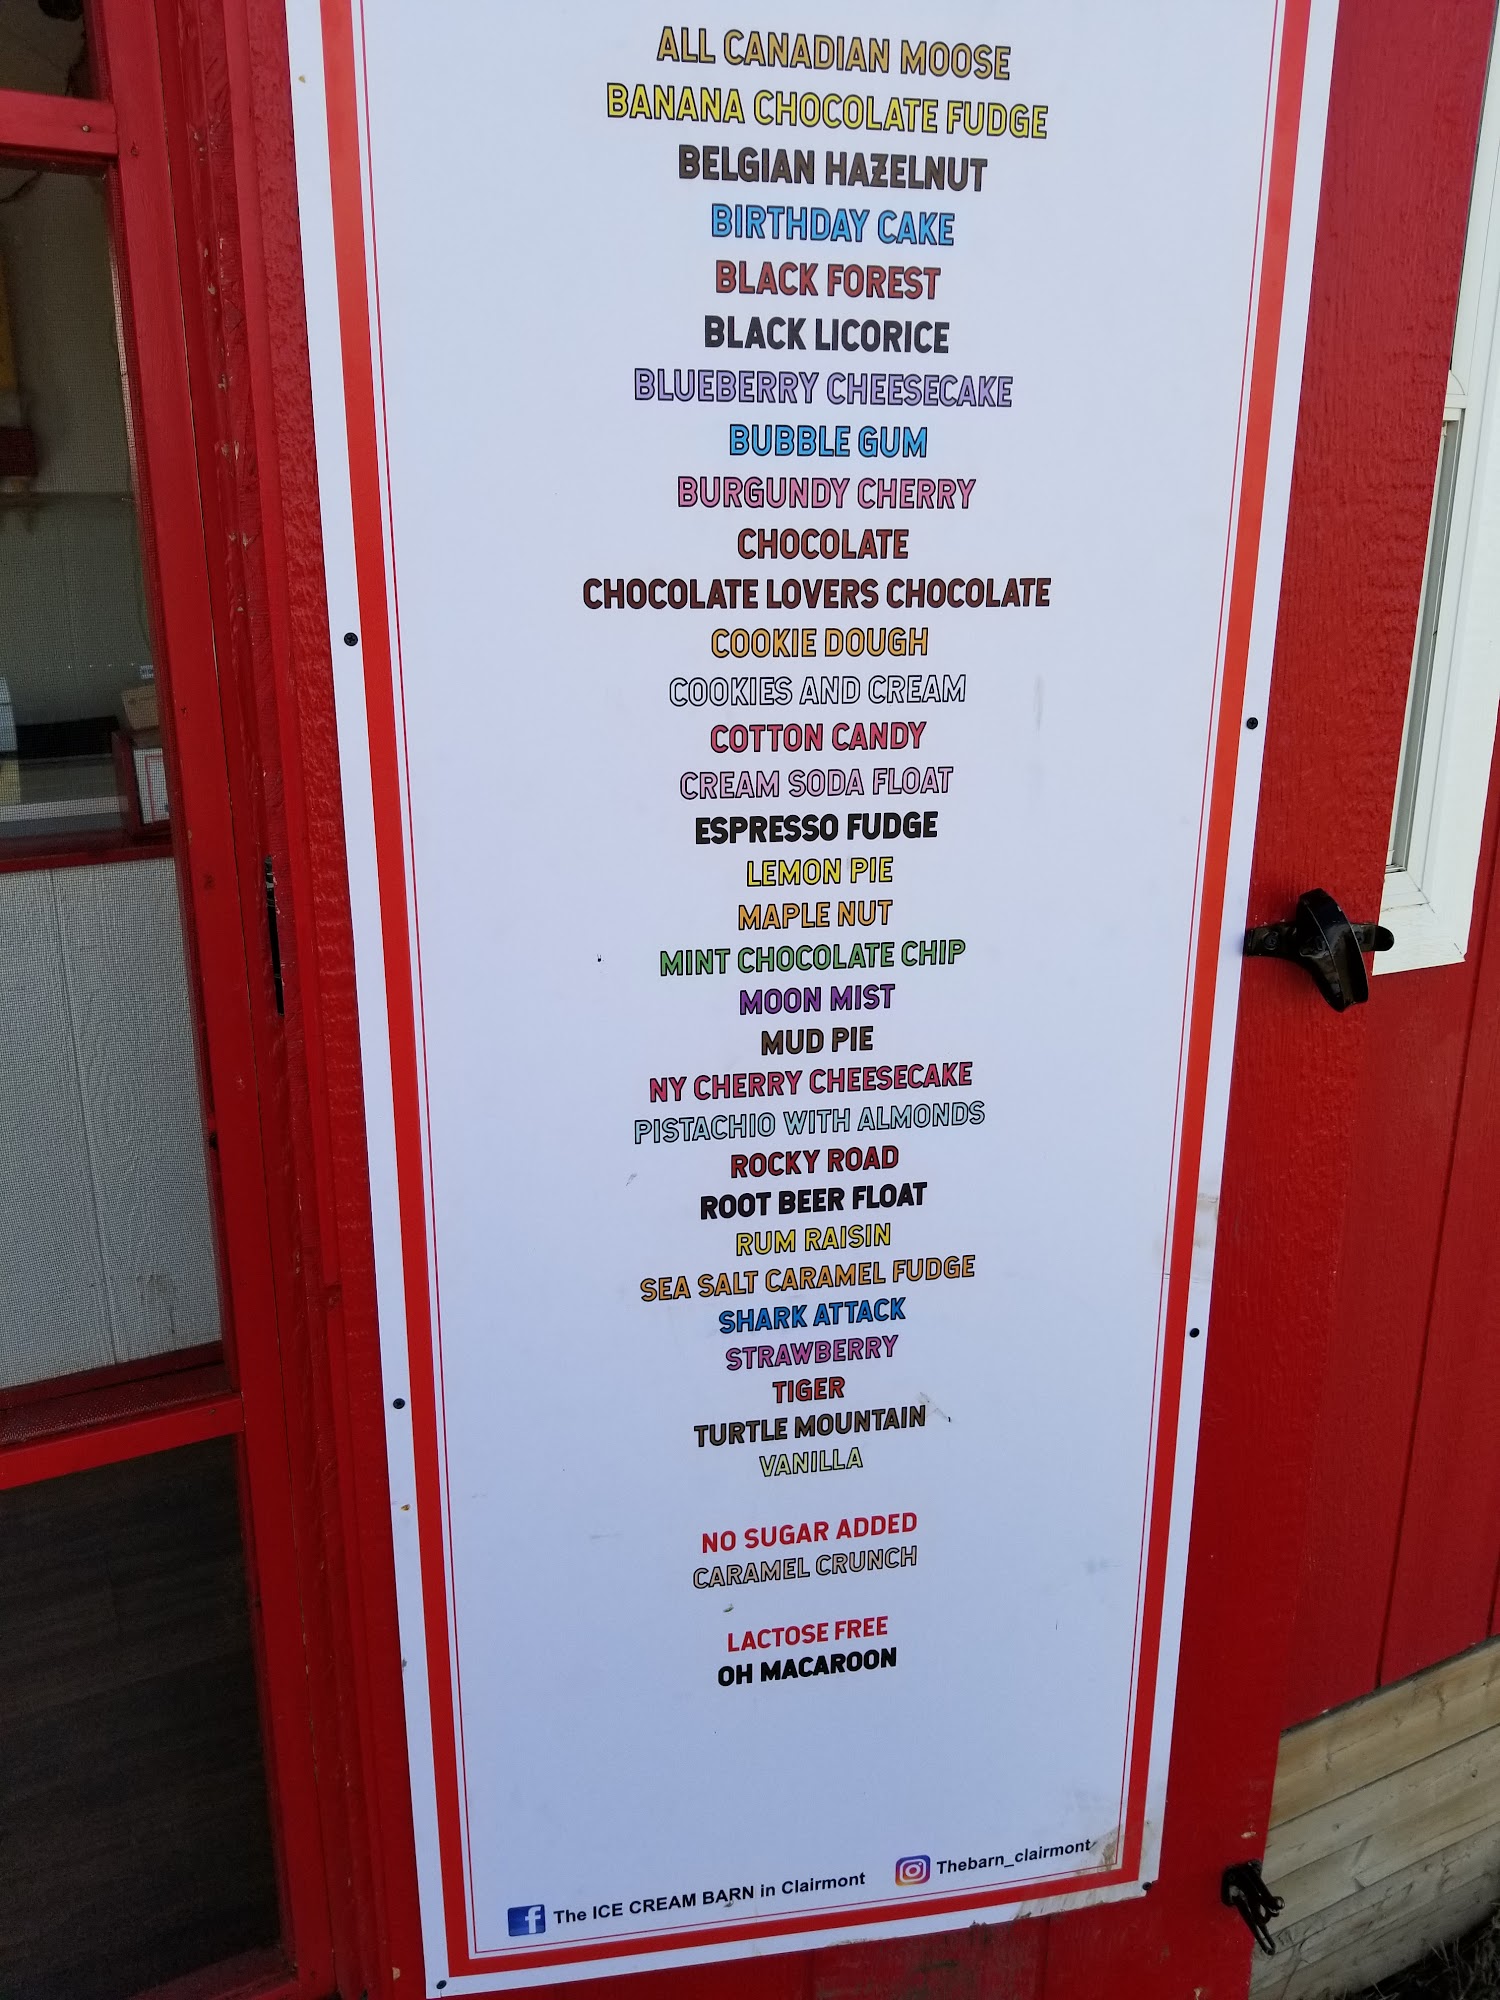 ALL CANADIAN MOOSE
BANANA CHOCOLATE FUDGE
BELGIAN HAZELNUT
BIRTHDAY CAKE
BLACK FOREST
BLACK LICORICE
BLUEBERRY CHEESECAKE
BUBBLE GUM
BURGUNDY CHERRY
CHOCOLATE
CHOCOLATE LOVERS CHOCOLATE
COOKIE DOUGH
COOKIES AND CREAM
COTTON CANDY
CREAM SODA FLOAT
ESPRESSO FUDGE
LEMON PIE
MAPLE NUT
MINT CHOCOLATE CHIP
MOON MIST
MUD PIE
NY CHERRY CHEESECAKE
PISTACHIO WITH ALMONDS
ROCKY ROAD
ROOT BEER FLOAT
RUM RAISIN
SEA SALT CARAMEL FUDGE
SHARK ATTACK
STRAWBERRY
TIGER
TURTLE MOUNTAIN
VANILLA
NO SUGAR ADDED
CARAMEL CRUNCH
LACTOSE FREE
OH MACAROON
f The ICE CREAM BARN in Clairmont Thebarn_clairmont